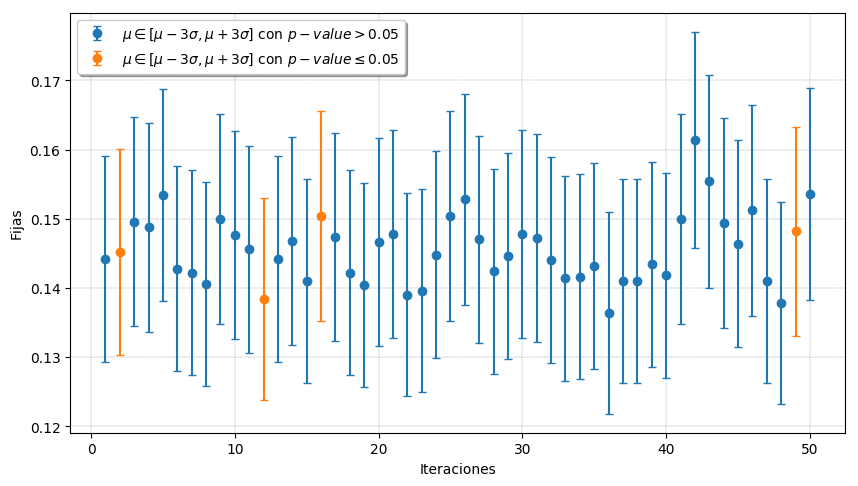 μ ∈ [μ − 3σ, μ + 3σ] con p − value > 0.05
μ ∈ [μ − 3σ, μ + 3σ] con p − value ≤ 0.05
0.17
0.16
0.15
0.14
0.13
0.12
Fijas
0 10 20 30 40 50
Iteraciones